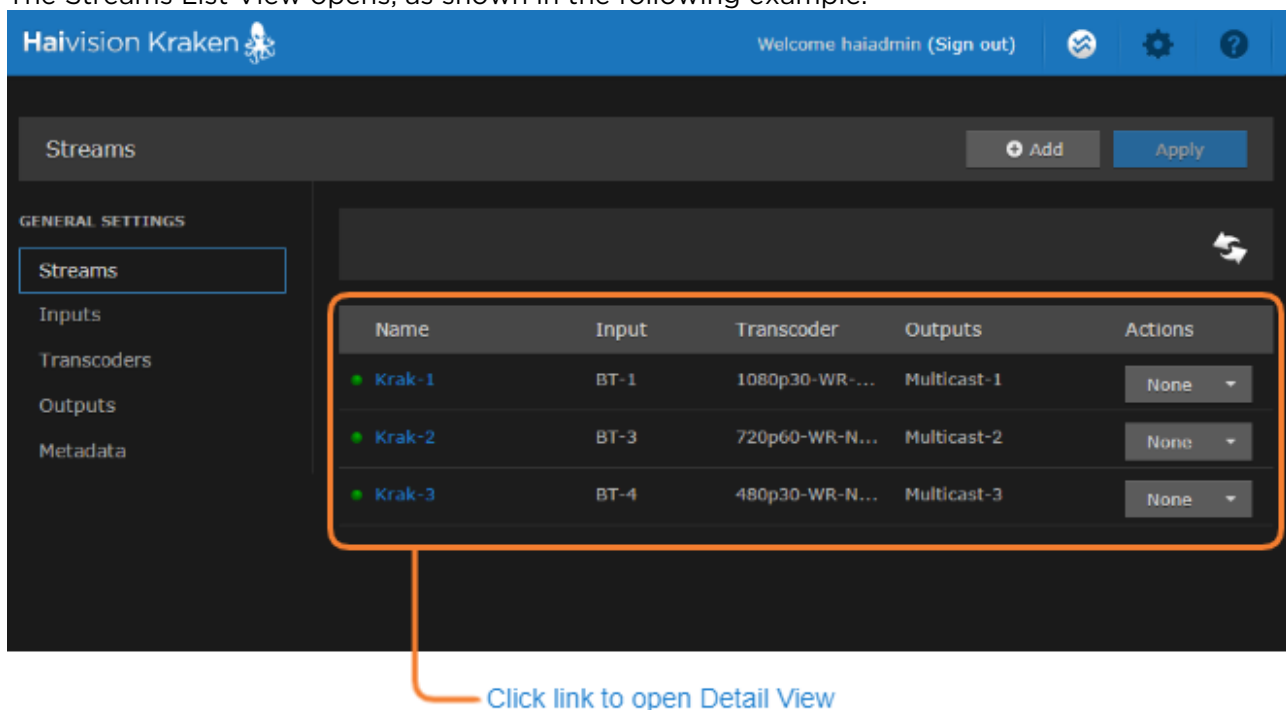 The Streams List View opens, as shown in the following example.
Haivision Kraken Welcome haiadmin (Sign out)
Streams Add Apply
GENERAL SETTINGS
Streams
Inputs
Transcoders
Outputs
Metadata
Name Input Transcoder Outputs Actions
Krak-1 BT-1 1080p30-WR-... Multicast-1 None
Krak-2 BT-3 720p60-WR-N... Multicast-2 None
Krak-3 BT-4 480p30-WR-N... Multicast-3 None
Click link to open Detail View